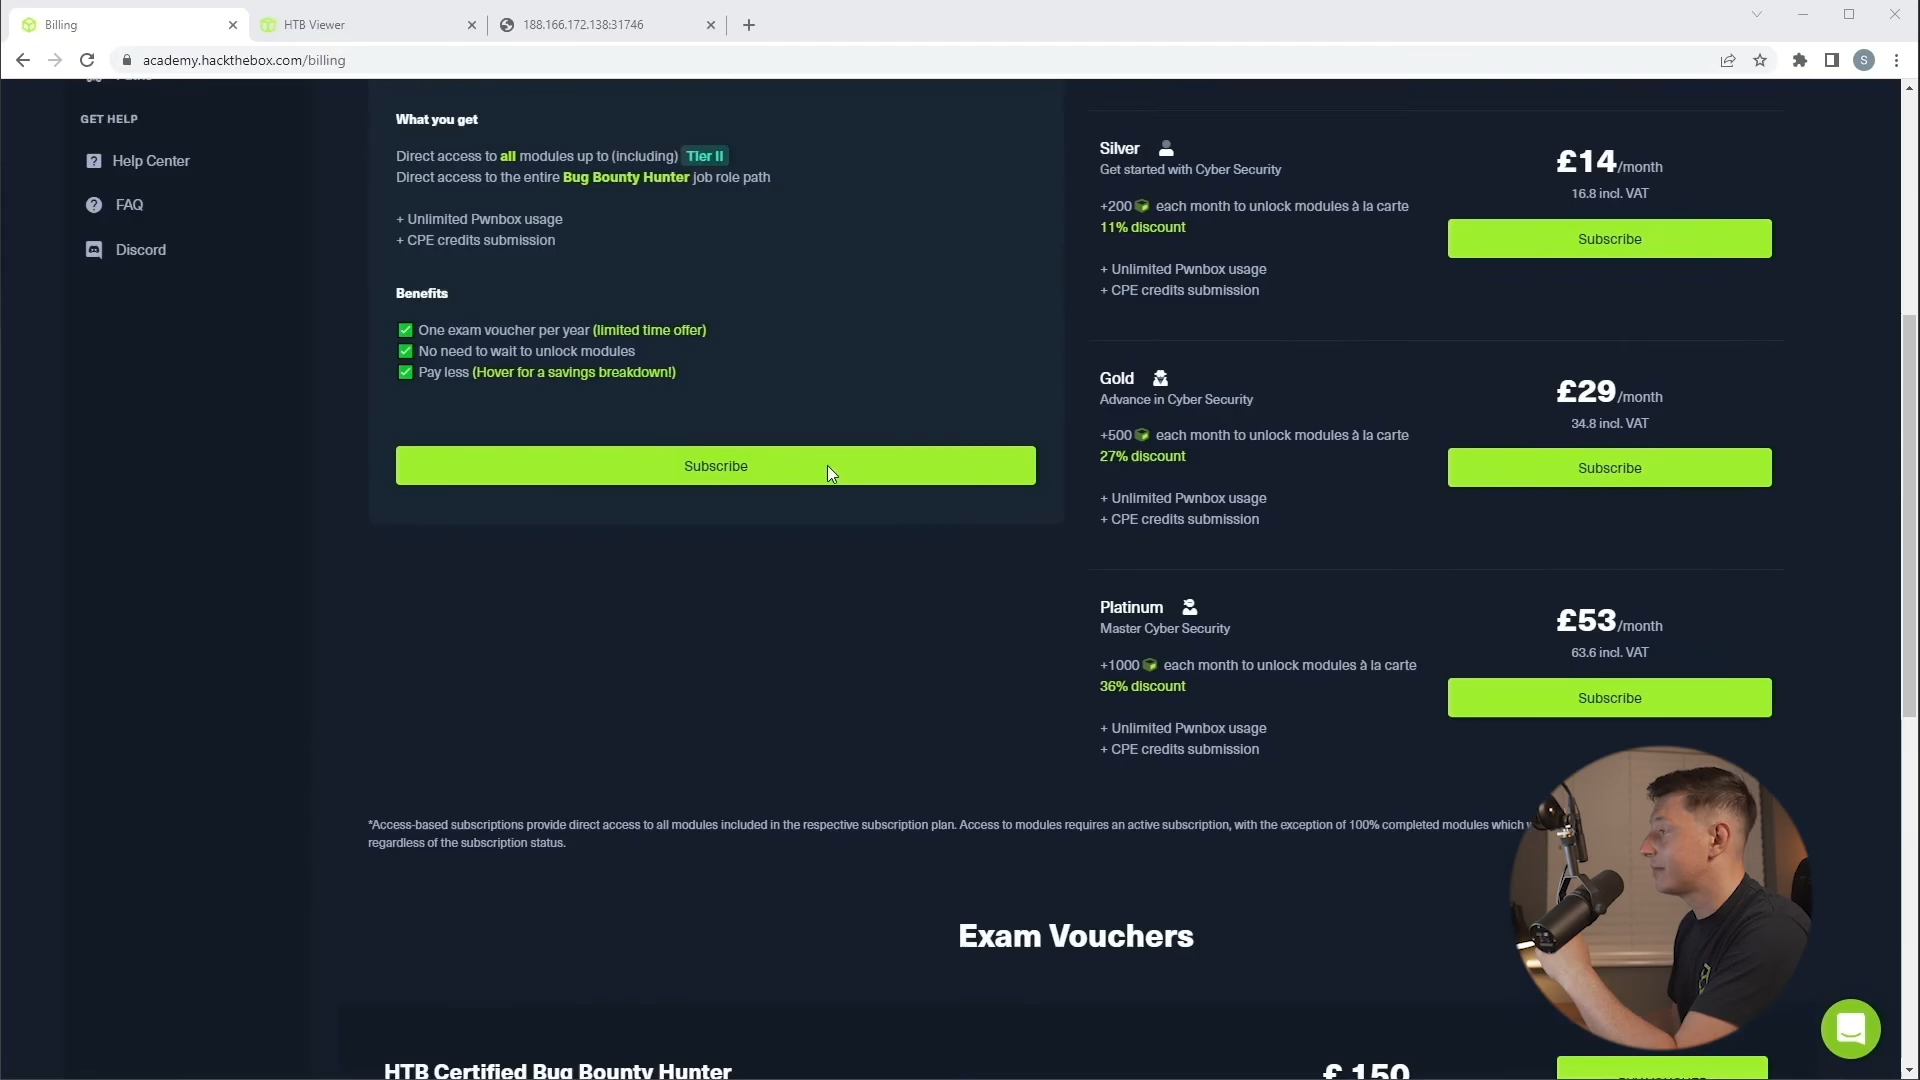 Billing
HTB Viewer
188.166.172.138:31746
academy.hackthebox.com/billing
S
GET HELP
Help Center
FAQ
Discord
What you get
Direct access to all modules up to (including) Tier II
Direct access to the entire Bug Bounty Hunter job role path
+ Unlimited Pwnbox usage
+ CPE credits submission
Benefits
One exam voucher per year (limited time offer)
No need to wait to unlock modules
Pay less (Hover for a savings breakdown!)
Subscribe
Silver
Get started with Cyber Security
+200 each month to unlock modules à la carte
11% discount
+ Unlimited Pwnbox usage
+ CPE credits submission
£14/month
16.8 incl. VAT
Subscribe
Gold
Advance in Cyber Security
+500 each month to unlock modules à la carte
27% discount
+ Unlimited Pwnbox usage
+ CPE credits submission
£29/month
34.8 incl. VAT
Subscribe
Platinum
Master Cyber Security
+1000 each month to unlock modules à la carte
36% discount
+ Unlimited Pwnbox usage
+ CPE credits submission
£53/month
63.6 incl. VAT
Subscribe
*Access-based subscriptions provide direct access to all modules included in the respective subscription plan. Access to modules requires an active subscription, with the exception of 100% completed modules which
regardless of the subscription status.
Exam Vouchers
HTB Certified Bug Bounty Hunter
£ 150